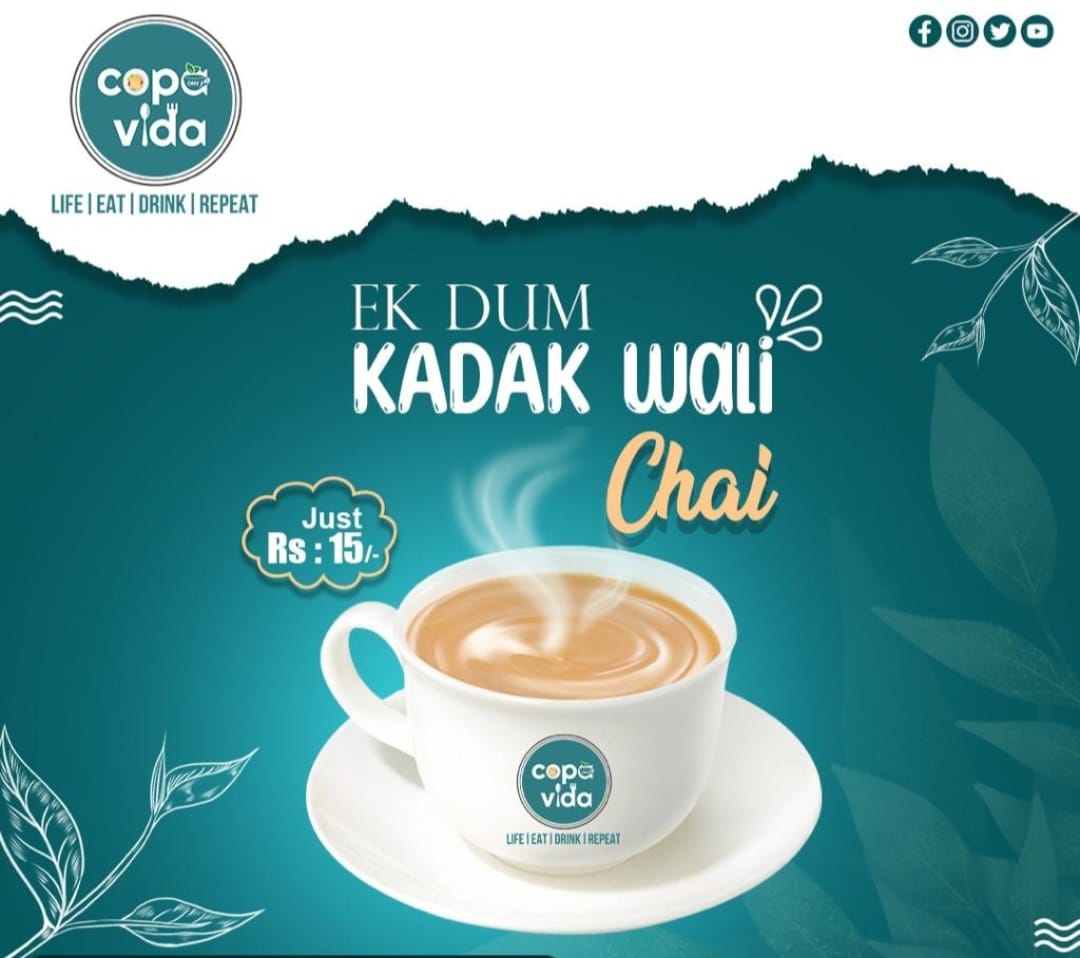 copa
vida
LIFE | EAT | DRINK | REPEAT
EK DUM
KADAK wali
Chai
Just
Rs : 15/-
copa
vida
LIFE | EAT | DRINK | REPEAT